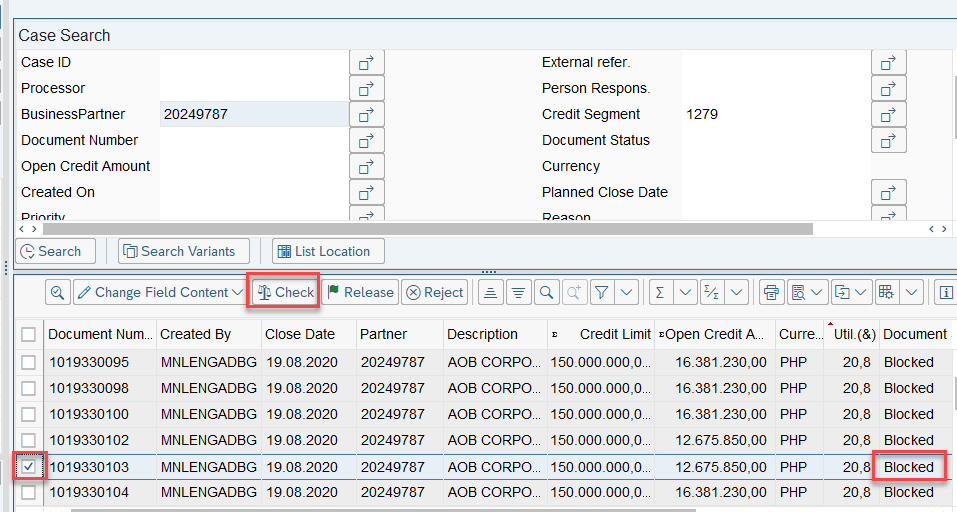 Case Search
Case ID External refer.
Processor Person Respons.
BusinessPartner 20249787 Credit Segment 1279
Document Number Document Status
Open Credit Amount Currency
Created On Planned Close Date
Priority Reason
Search Search Variants List Location
Change Field Content Check Release Reject
Document Num... Created By Close Date Partner Description Σ Credit Limit ΣOpen Credit A... Curre... Util.(&) Document
1019330095 MNLENGADBG 19.08.2020 20249787 AOB CORPO... 150.000.000,0... 16.381.230,00 PHP 20,8 Blocked
1019330098 MNLENGADBG 19.08.2020 20249787 AOB CORPO... 150.000.000,0... 16.381.230,00 PHP 20,8 Blocked
1019330100 MNLENGADBG 19.08.2020 20249787 AOB CORPO... 150.000.000,0... 16.381.230,00 PHP 20,8 Blocked
1019330102 MNLENGADBG 19.08.2020 20249787 AOB CORPO... 150.000.000,0... 12.675.850,00 PHP 20,8 Blocked
1019330103 MNLENGADBG 19.08.2020 20249787 AOB CORPO... 150.000.000,0... 12.675.850,00 PHP 20,8 Blocked
1019330104 MNLENGADBG 19.08.2020 20249787 AOB CORPO... 150.000.000,0... 16.381.230,00 PHP 20,8 Blocked